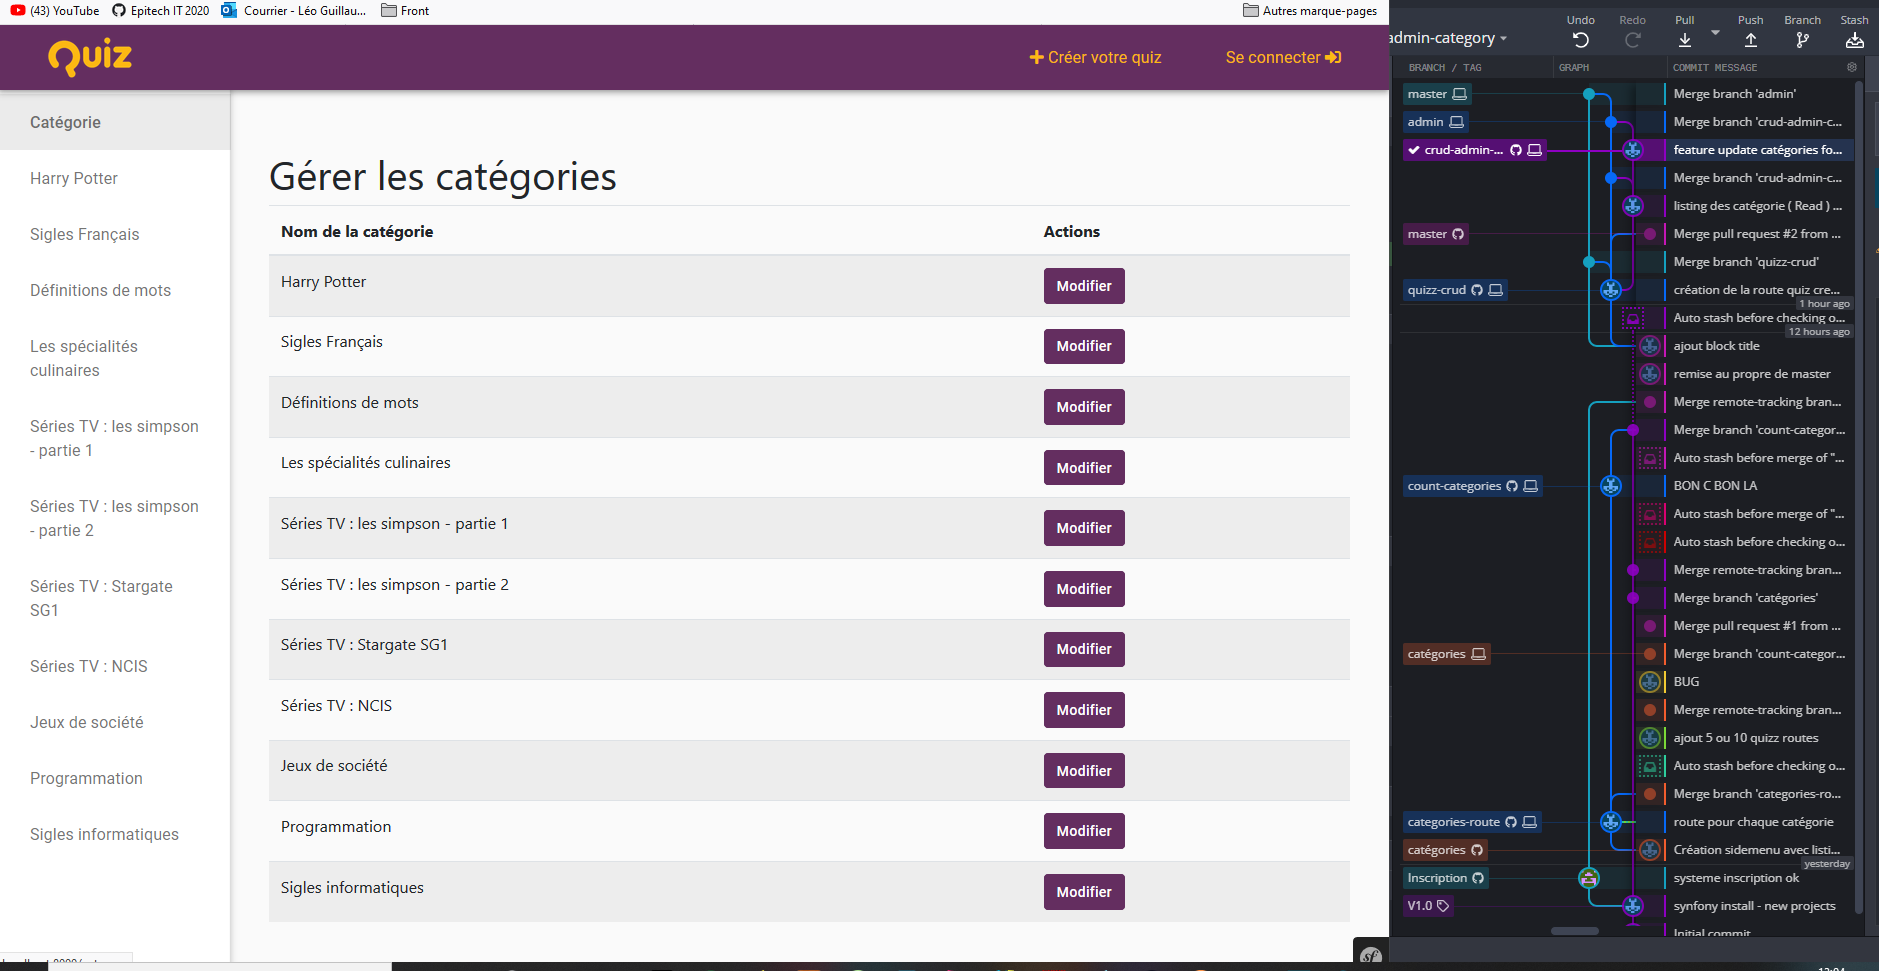 (43) YouTube
Epitech IT 2020
Courrier - Léo Guillau...
Front
Autres marque-pages
Quiz
Créer votre quiz
Se connecter
Catégorie
Harry Potter
Sigles Français
Définitions de mots
Les spécialités
culinaires
Séries TV : les simpson
- partie 1
Séries TV : les simpson
- partie 2
Séries TV : Stargate
SG1
Séries TV : NCIS
Jeux de société
Programmation
Sigles informatiques
Gérer les catégories
Nom de la catégorie Actions
Harry Potter Modifier
Sigles Français Modifier
Définitions de mots Modifier
Les spécialités culinaires Modifier
Séries TV : les simpson - partie 1 Modifier
Séries TV : les simpson - partie 2 Modifier
Séries TV : Stargate SG1 Modifier
Séries TV : NCIS Modifier
Jeux de société Modifier
Programmation Modifier
Sigles informatiques Modifier
sf
Undo Redo Pull Push Branch Stash
admin-category
BRANCH / TAG GRAPH COMMIT MESSAGE
master Merge branch 'admin'
admin Merge branch 'crud-admin-c...
crud-admin-... feature update catégories fo...
Merge branch 'crud-admin-c...
listing des catégorie ( Read ) ...
master Merge pull request #2 from ...
Merge branch 'quizz-crud'
quizz-crud création de la route quiz cre...
1 hour ago
Auto stash before checking o...
12 hours ago
ajout block title
remise au propre de master
Merge remote-tracking bran...
Merge branch 'count-categor...
Auto stash before merge of "...
count-categories BON C BON LA
Auto stash before merge of "...
Auto stash before checking o...
Merge remote-tracking bran...
Merge branch 'catégories'
Merge pull request #1 from ...
catégories Merge branch 'count-categor...
BUG
Merge remote-tracking bran...
ajout 5 ou 10 quizz routes
Auto stash before checking o...
Merge branch 'categories-ro...
categories-route route pour chaque catégorie
catégories Création sidemenu avec listi...
yesterday
Inscription systeme inscription ok
V1.0 synfony install - new projects
Initial commit